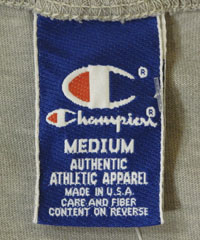 ®
Champion®
MEDIUM
AUTHENTIC
ATHLETIC APPAREL
MADE IN U.S.A.
CARE AND FIBER
CONTENT ON REVERSE